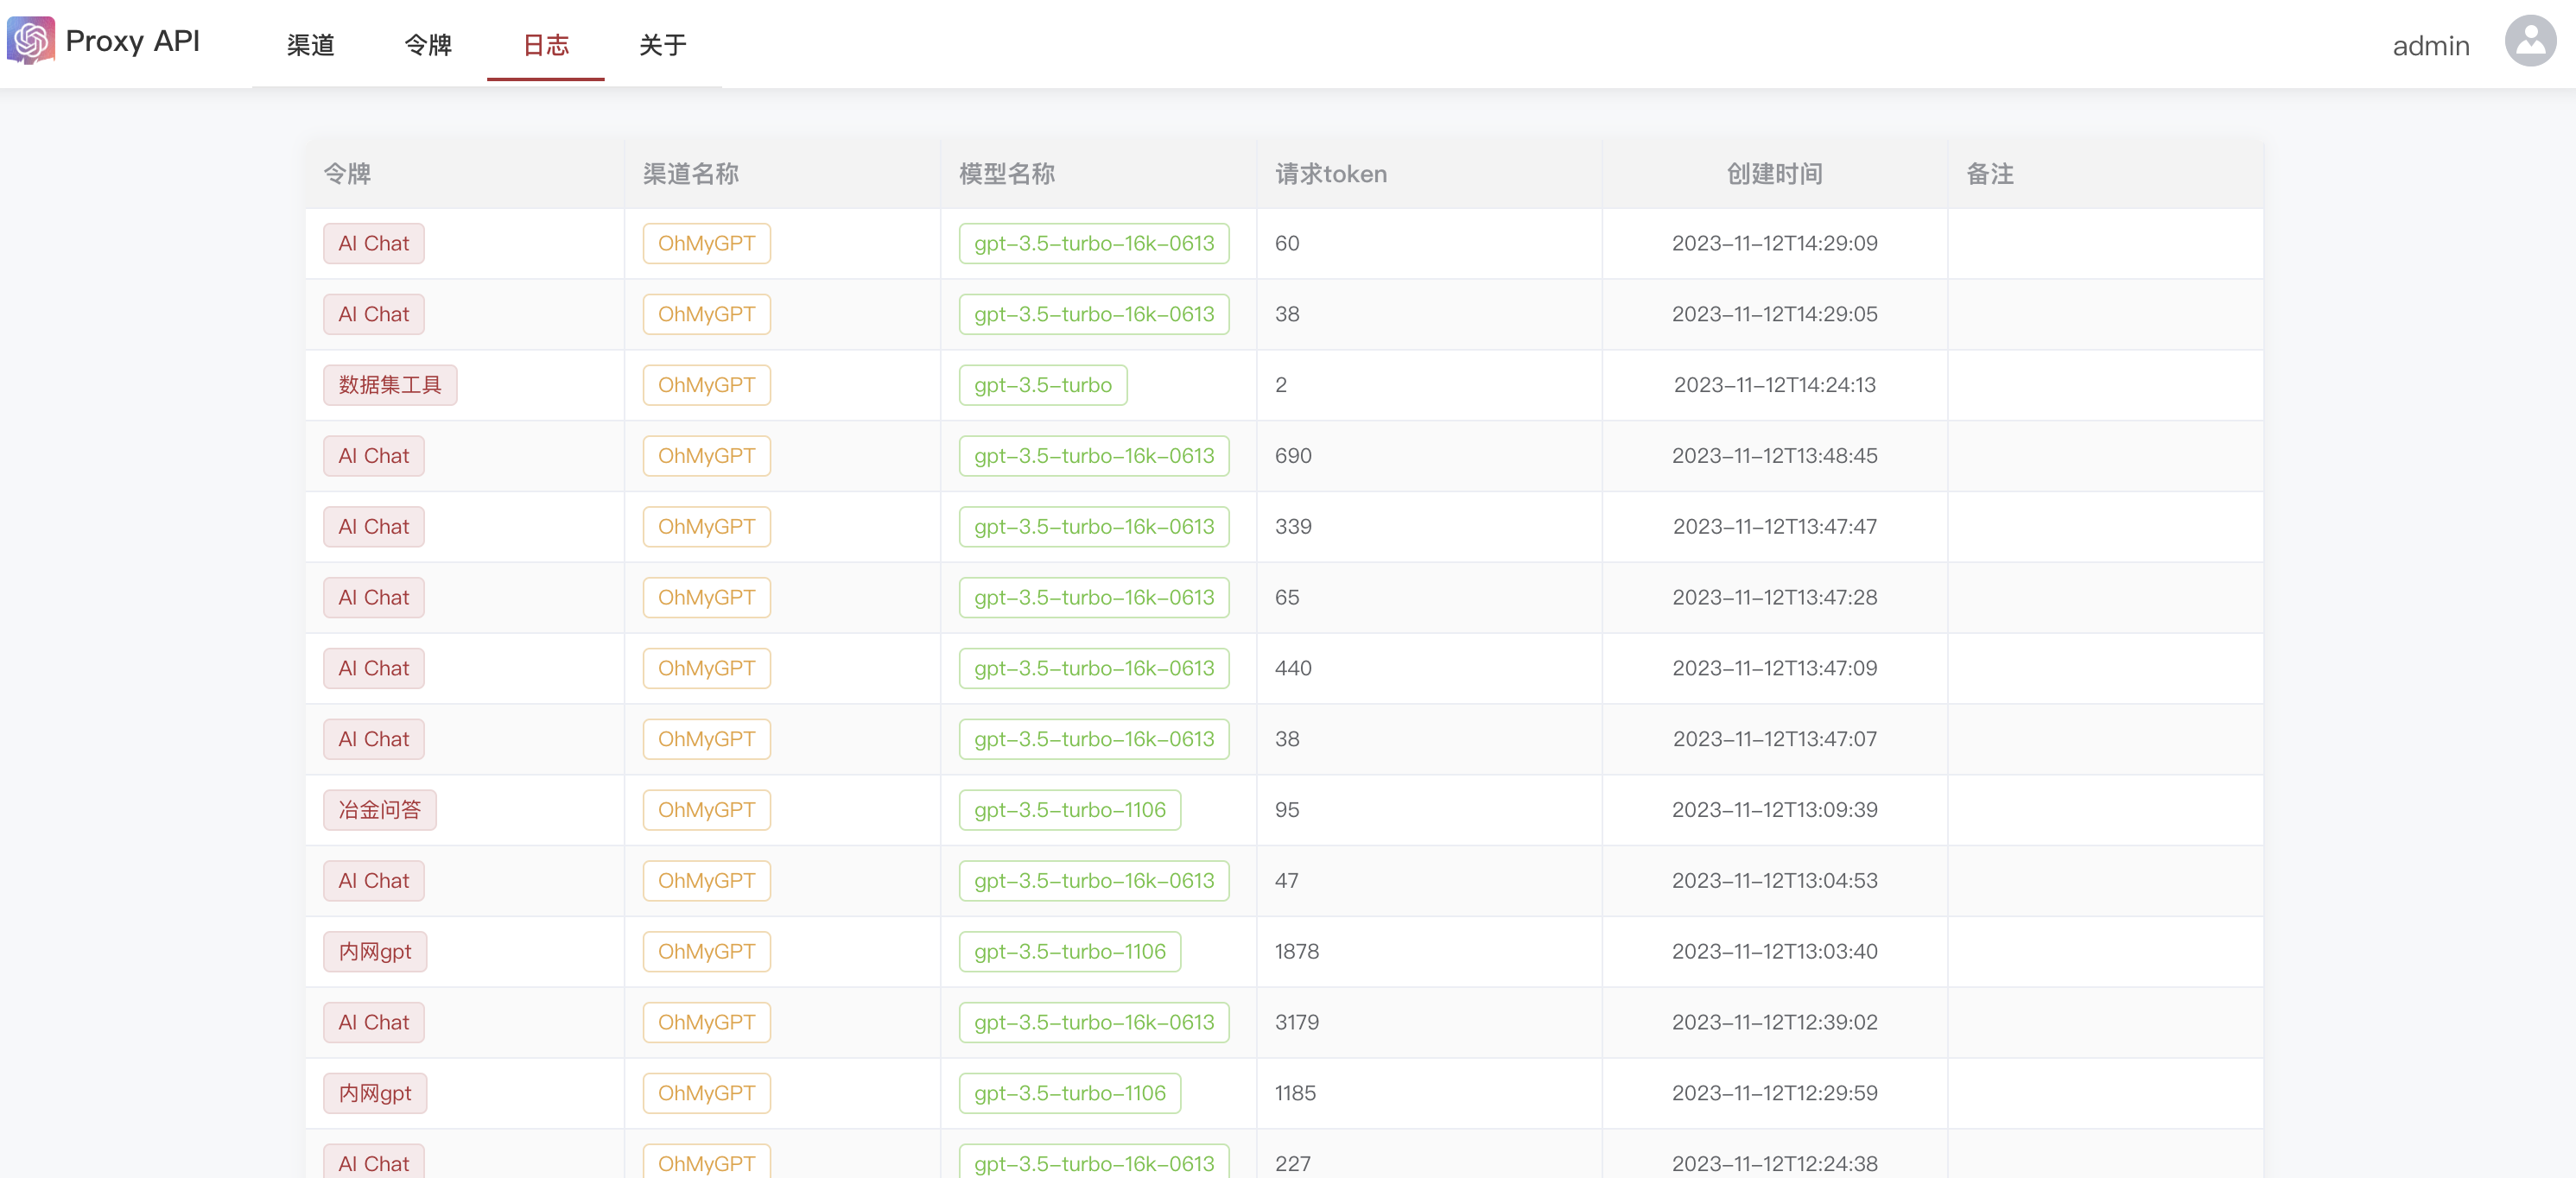 Proxy API 渠道 令牌 日志 关于 admin
令牌 渠道名称 模型名称 请求token 创建时间 备注
AI Chat OhMyGPT gpt-3.5-turbo-16k-0613 60 2023-11-12T14:29:09
AI Chat OhMyGPT gpt-3.5-turbo-16k-0613 38 2023-11-12T14:29:05
数据集工具 OhMyGPT gpt-3.5-turbo 2 2023-11-12T14:24:13
AI Chat OhMyGPT gpt-3.5-turbo-16k-0613 690 2023-11-12T13:48:45
AI Chat OhMyGPT gpt-3.5-turbo-16k-0613 339 2023-11-12T13:47:47
AI Chat OhMyGPT gpt-3.5-turbo-16k-0613 65 2023-11-12T13:47:28
AI Chat OhMyGPT gpt-3.5-turbo-16k-0613 440 2023-11-12T13:47:09
AI Chat OhMyGPT gpt-3.5-turbo-16k-0613 38 2023-11-12T13:47:07
冶金问答 OhMyGPT gpt-3.5-turbo-1106 95 2023-11-12T13:09:39
AI Chat OhMyGPT gpt-3.5-turbo-16k-0613 47 2023-11-12T13:04:53
内网gpt OhMyGPT gpt-3.5-turbo-1106 1878 2023-11-12T13:03:40
AI Chat OhMyGPT gpt-3.5-turbo-16k-0613 3179 2023-11-12T12:39:02
内网gpt OhMyGPT gpt-3.5-turbo-1106 1185 2023-11-12T12:29:59
AI Chat OhMyGPT gpt-3.5-turbo-16k-0613 227 2023-11-12T12:24:38